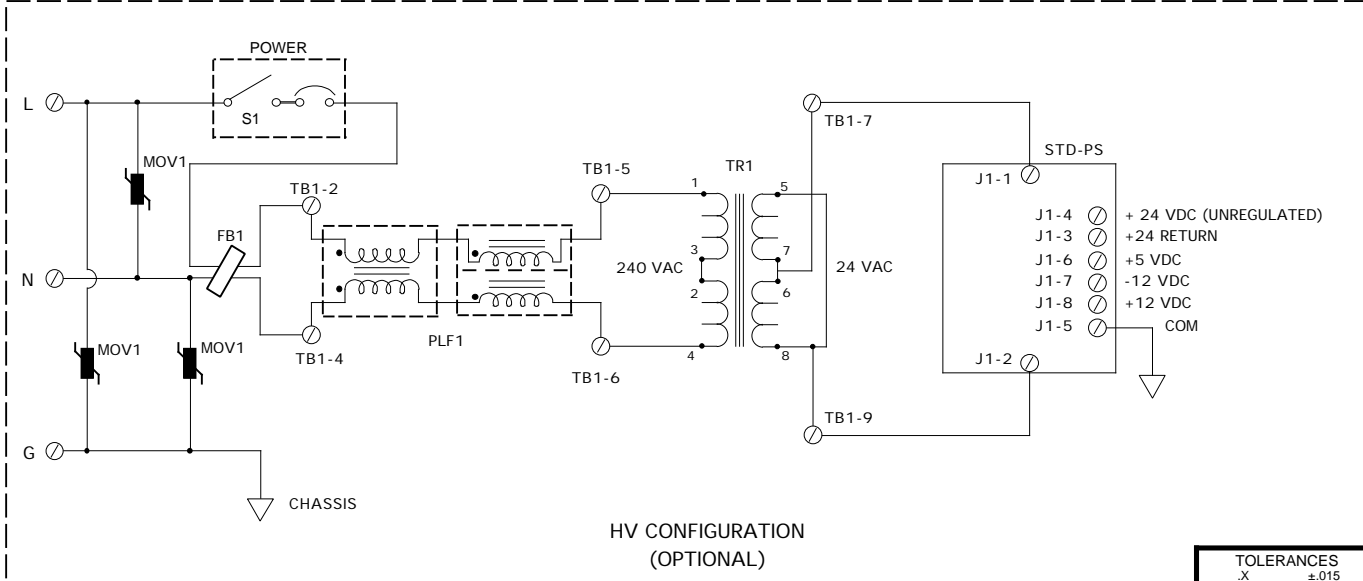 POWER
L
S1
MOV1
TB1-2
FB1
N
MOV1
MOV1
TB1-4
PLF1
G
CHASSIS
TB1-5
TB1-6
TR1
1
3
2
4
5
7
6
8
240 VAC
24 VAC
TB1-7
TB1-9
STD-PS
J1-1
J1-4 + 24 VDC (UNREGULATED)
J1-3 +24 RETURN
J1-6 +5 VDC
J1-7 -12 VDC
J1-8 +12 VDC
J1-5 COM
J1-2
HV CONFIGURATION
(OPTIONAL)
TOLERANCES
.X ±.015